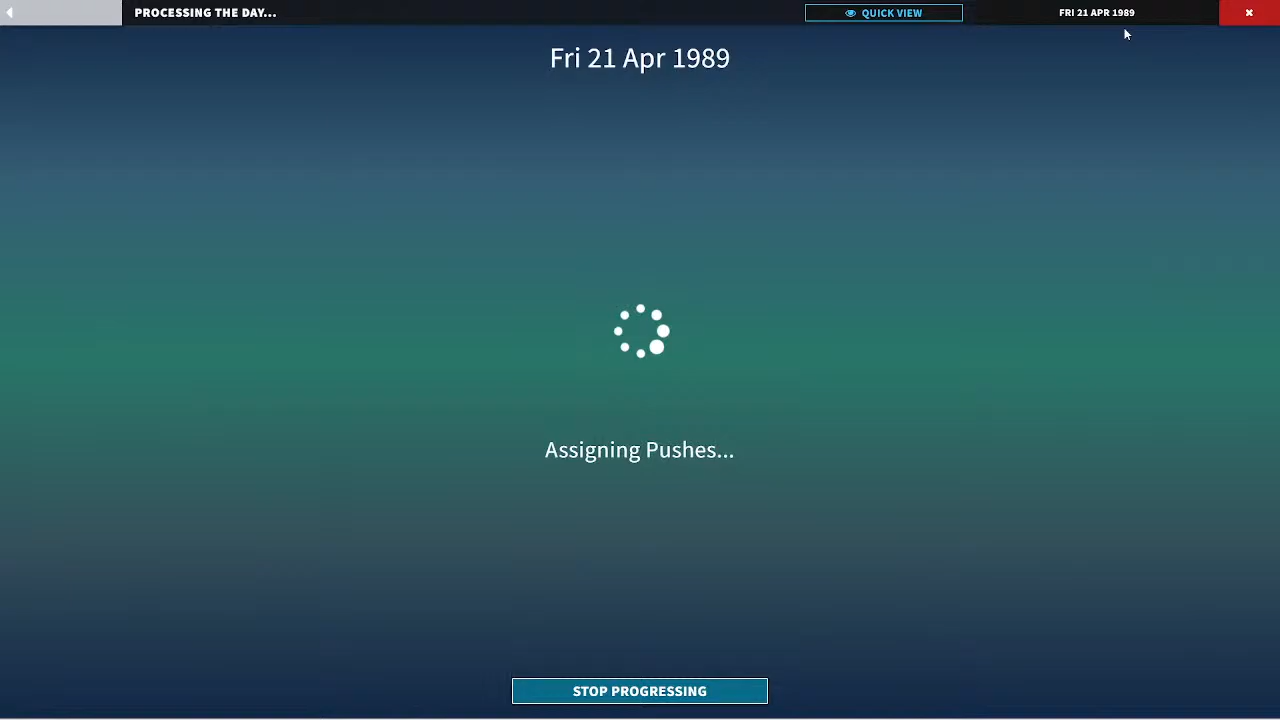 PROCESSING THE DAY...
QUICK VIEW
FRI 21 APR 1989
Fri 21 Apr 1989
Assigning Pushes...
STOP PROGRESSING